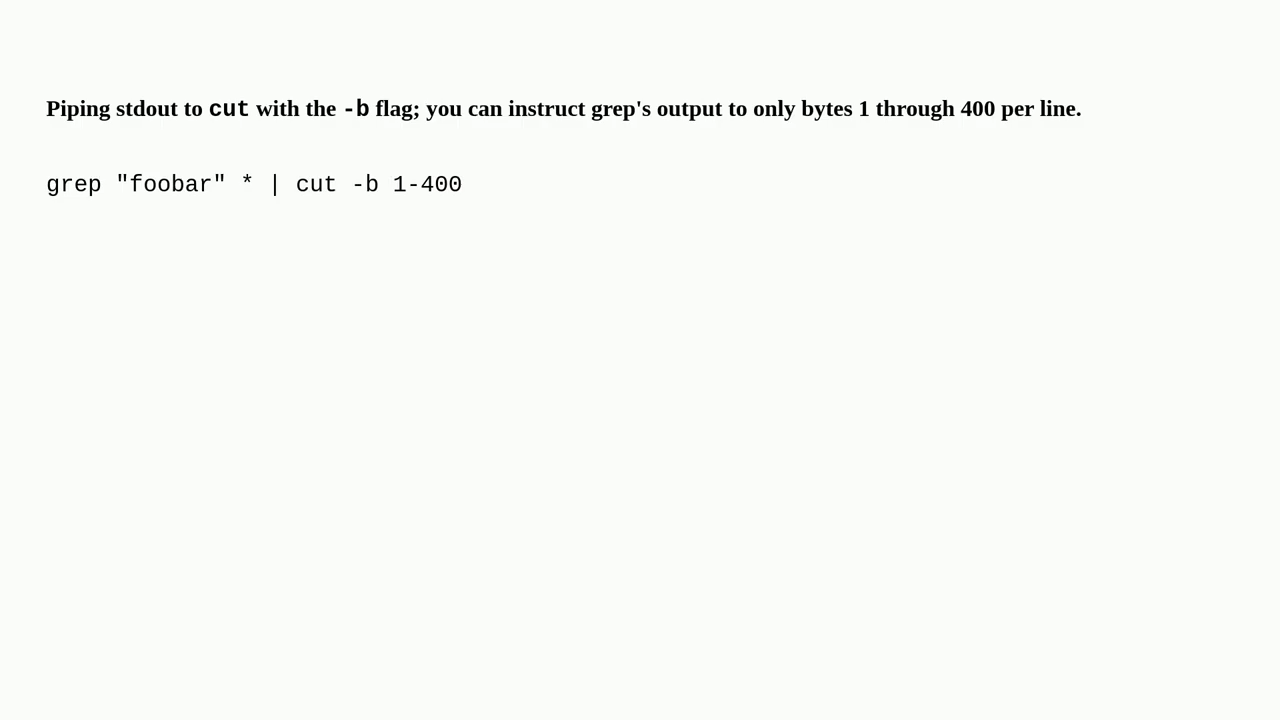 Piping stdout to cut with the -b flag; you can instruct grep's output to only bytes 1 through 400 per line.
grep "foobar" * | cut -b 1-400